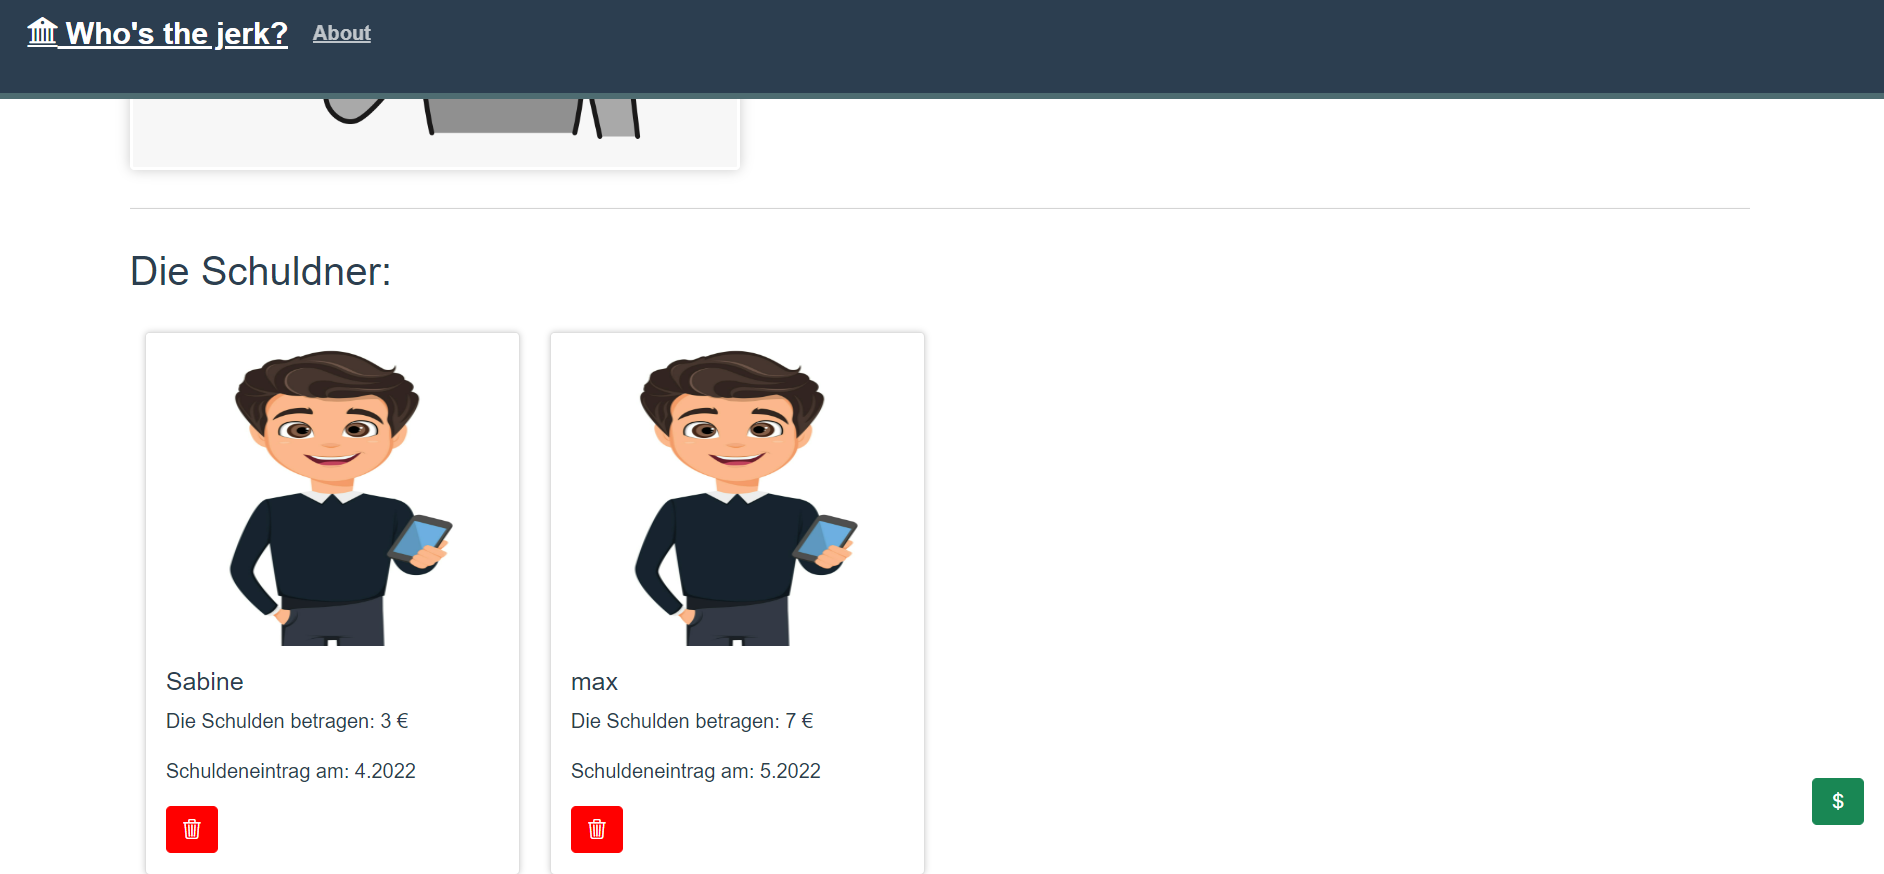 Who's the jerk? About
Die Schuldner:
Sabine
Die Schulden betragen: 3 €
Schuldeneintrag am: 4.2022
max
Die Schulden betragen: 7 €
Schuldeneintrag am: 5.2022
$